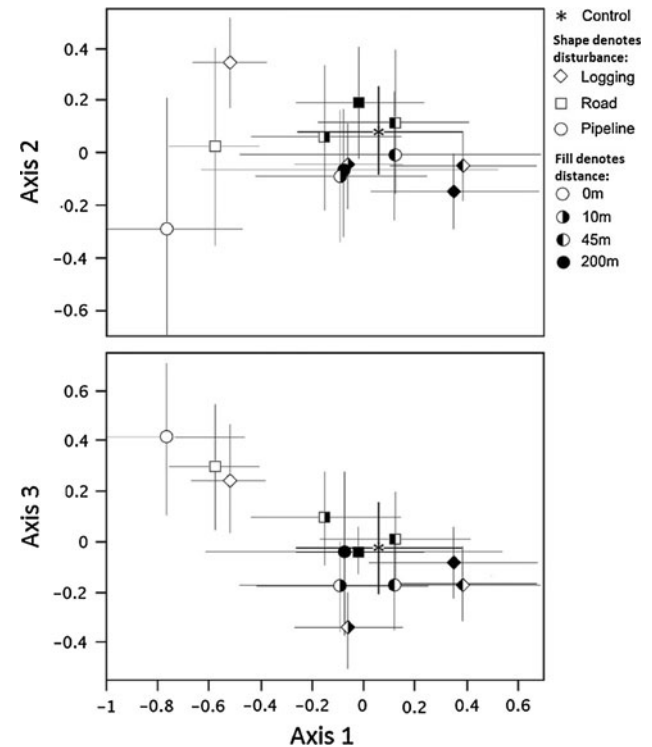 0.4
0.2
0
-0.2
-0.4
-0.6
Axis 2
* Control
Shape denotes
disturbance:
Logging
Road
Pipeline
Fill denotes
distance:
0m
10m
45m
200m
0.6
0.4
0.2
0
-0.2
-0.4
Axis 3
-1 -0.8 -0.6 -0.4 -0.2 0 0.2 0.4 0.6
Axis 1